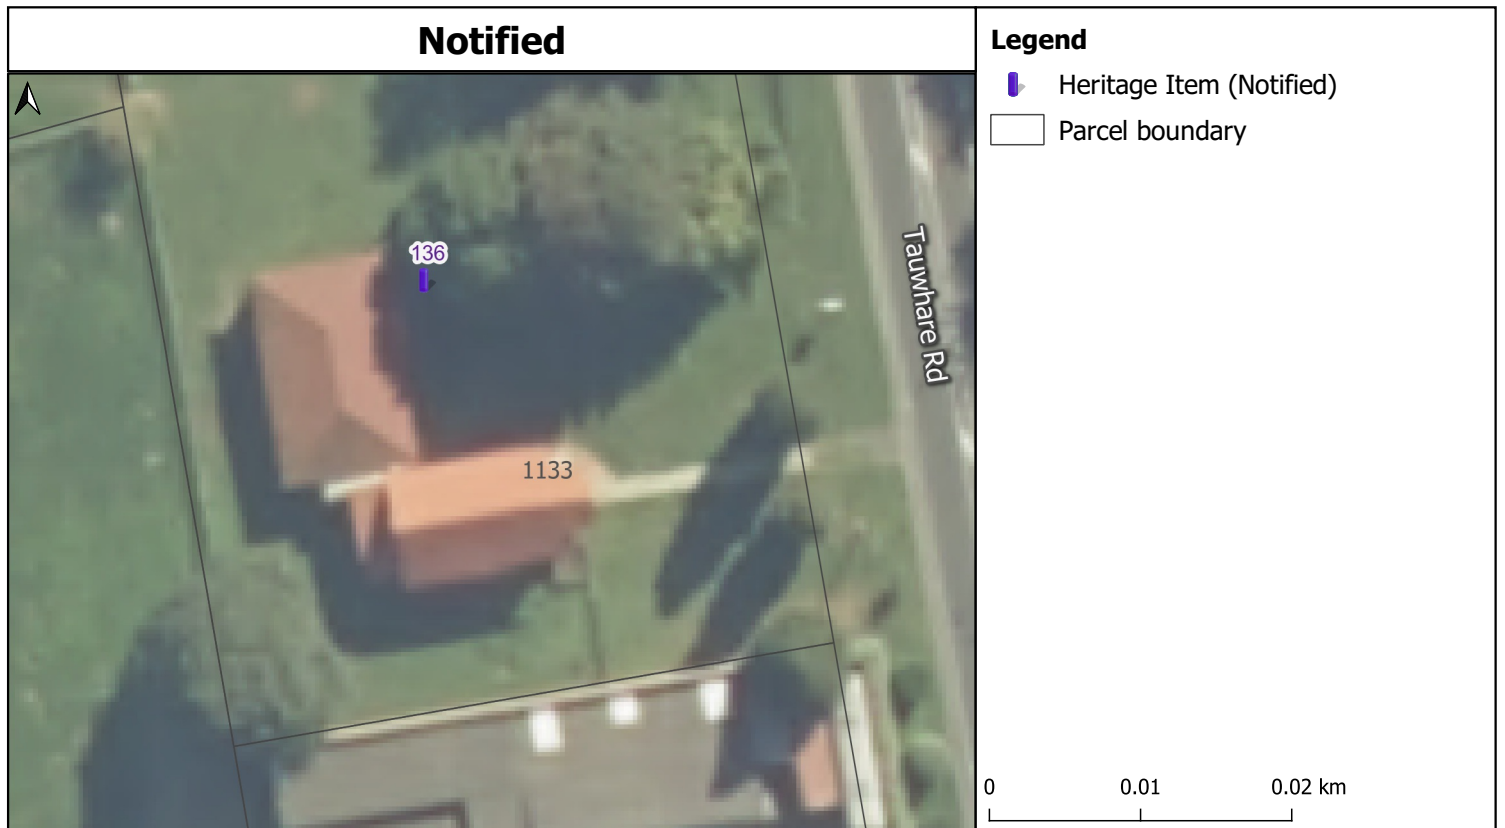 Notified
136
1133
Tauwhare Rd
Legend
Heritage Item (Notified)
Parcel boundary
0 0.01 0.02 km